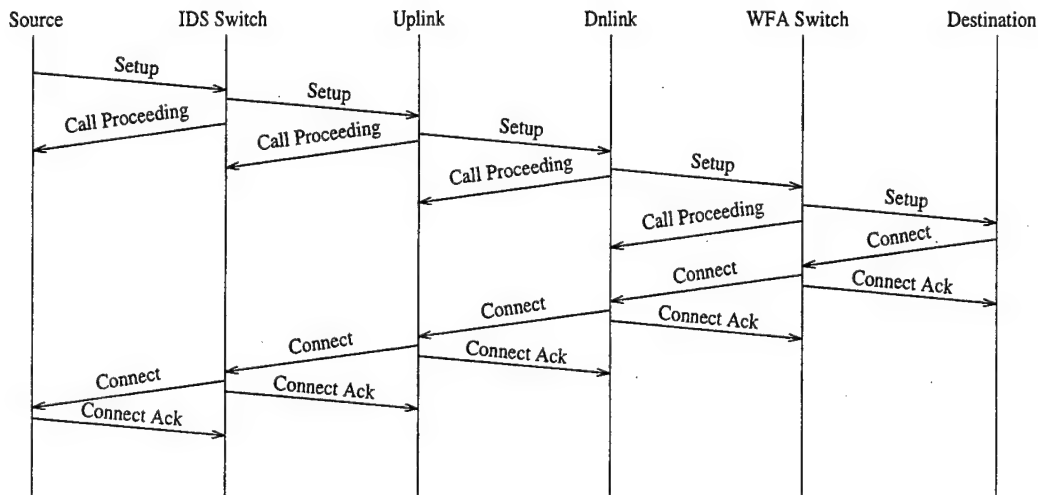 Source
IDS Switch
Uplink
Dnlink
WFA Switch
Destination
Setup
Setup
Call Proceeding
Call Proceeding
Setup
Call Proceeding
Setup
Setup
Call Proceeding
Connect
Connect
Connect Ack
Connect
Connect Ack
Connect
Connect Ack
Connect
Connect Ack
Connect Ack